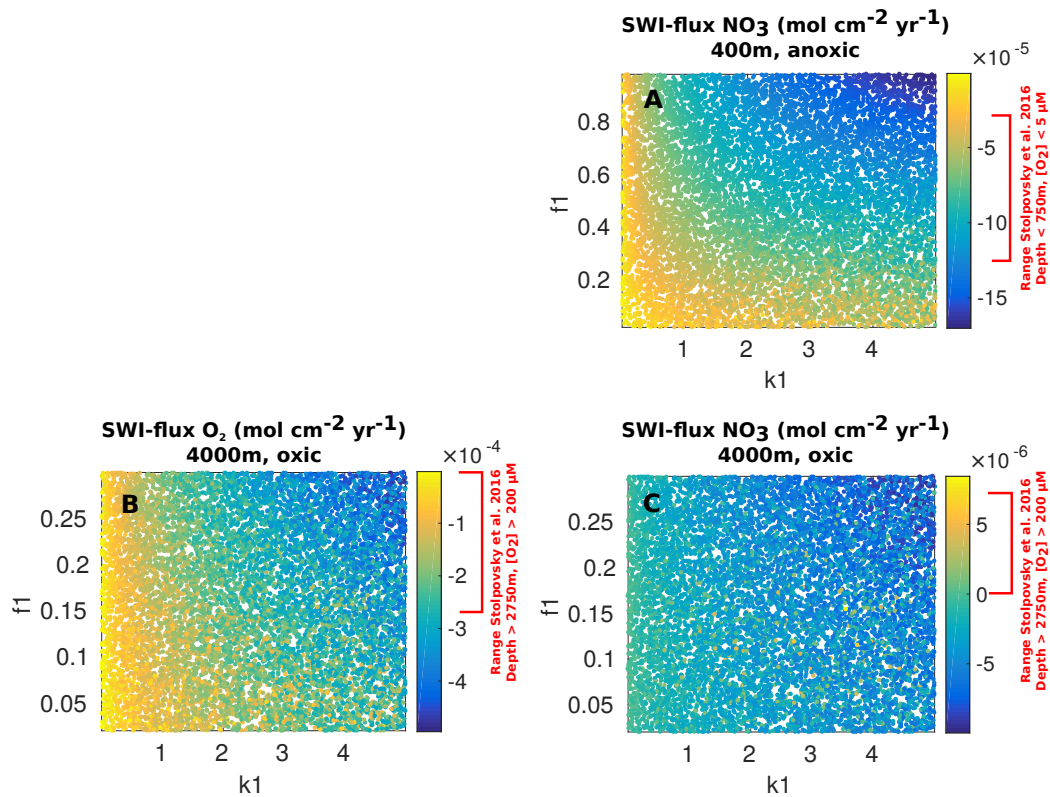 SWI-flux NO3 (mol cm-2 yr-1)
400m, anoxic
×10-5
A
0.8
0.6
0.4
0.2
f1
1 2 3 4
k1
-5
-10
-15
Range Stolpovsky et al. 2016
Depth < 750m, [O2] < 5 µM
SWI-flux O2 (mol cm-2 yr-1)
4000m, oxic
×10-4
B
0.25
0.2
0.15
0.1
0.05
f1
1 2 3 4
k1
-1
-2
-3
-4
Range Stolpovsky et al. 2016
Depth > 2750m, [O2] > 200 µM
SWI-flux NO3 (mol cm-2 yr-1)
4000m, oxic
×10-6
C
0.25
0.2
0.15
0.1
0.05
f1
1 2 3 4
k1
5
0
-5
Range Stolpovsky et al. 2016
Depth > 2750m, [O2] > 200 µM